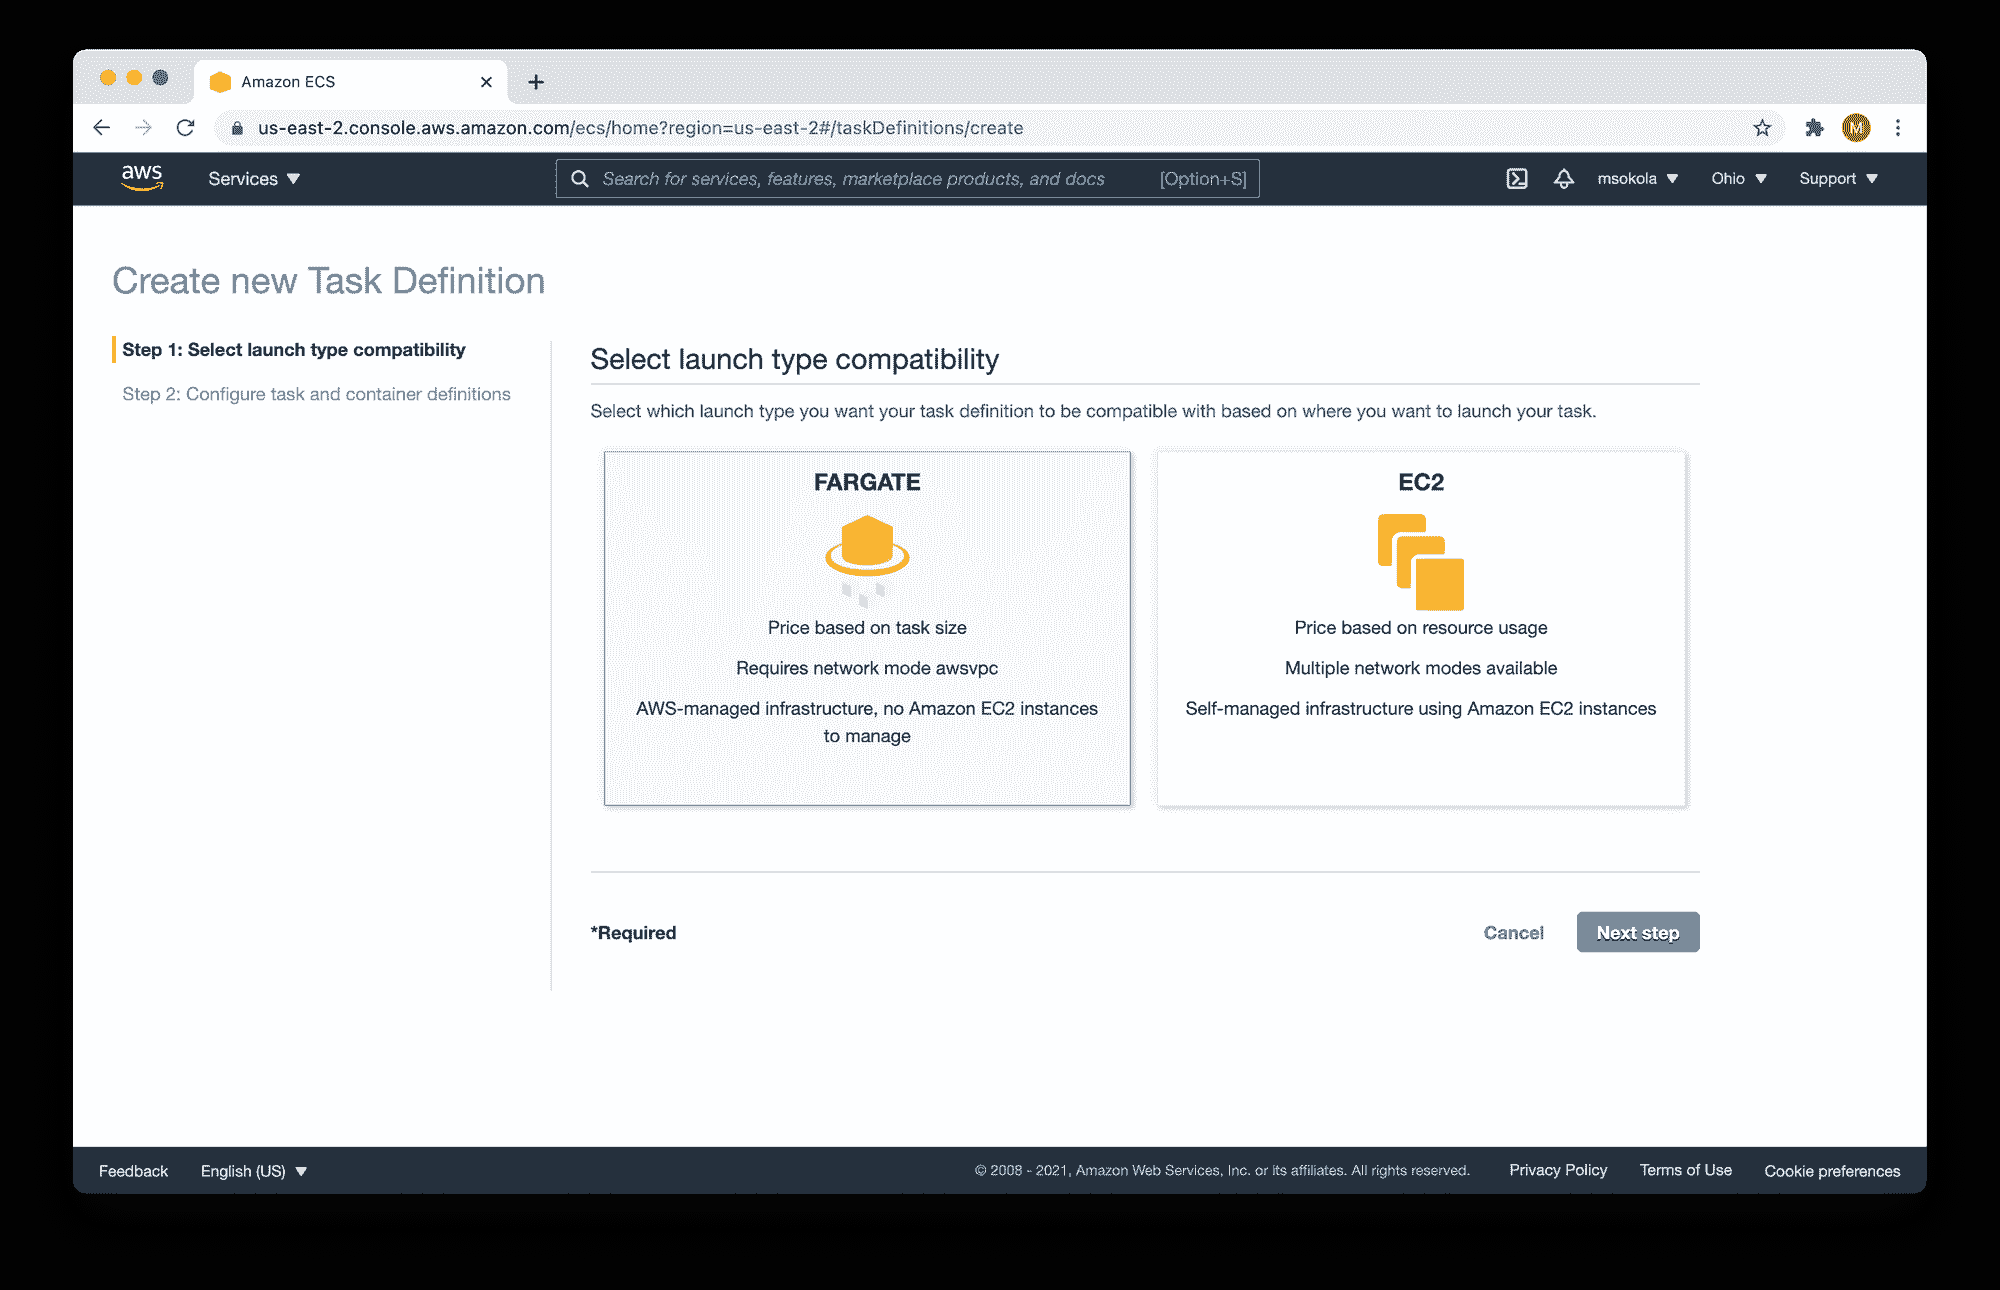 Amazon ECS
us-east-2.console.aws.amazon.com/ecs/home?region=us-east-2#/taskDefinitions/create
M
aws Services Search for services, features, marketplace products, and docs [Option+S] msokola Ohio Support
Create new Task Definition
Step 1: Select launch type compatibility
Step 2: Configure task and container definitions
Select launch type compatibility
Select which launch type you want your task definition to be compatible with based on where you want to launch your task.
FARGATE
Price based on task size
Requires network mode awsvpc
AWS-managed infrastructure, no Amazon EC2 instances
to manage
EC2
Price based on resource usage
Multiple network modes available
Self-managed infrastructure using Amazon EC2 instances
*Required Cancel Next step
Feedback English (US) © 2008 - 2021, Amazon Web Services, Inc. or its affiliates. All rights reserved. Privacy Policy Terms of Use Cookie preferences